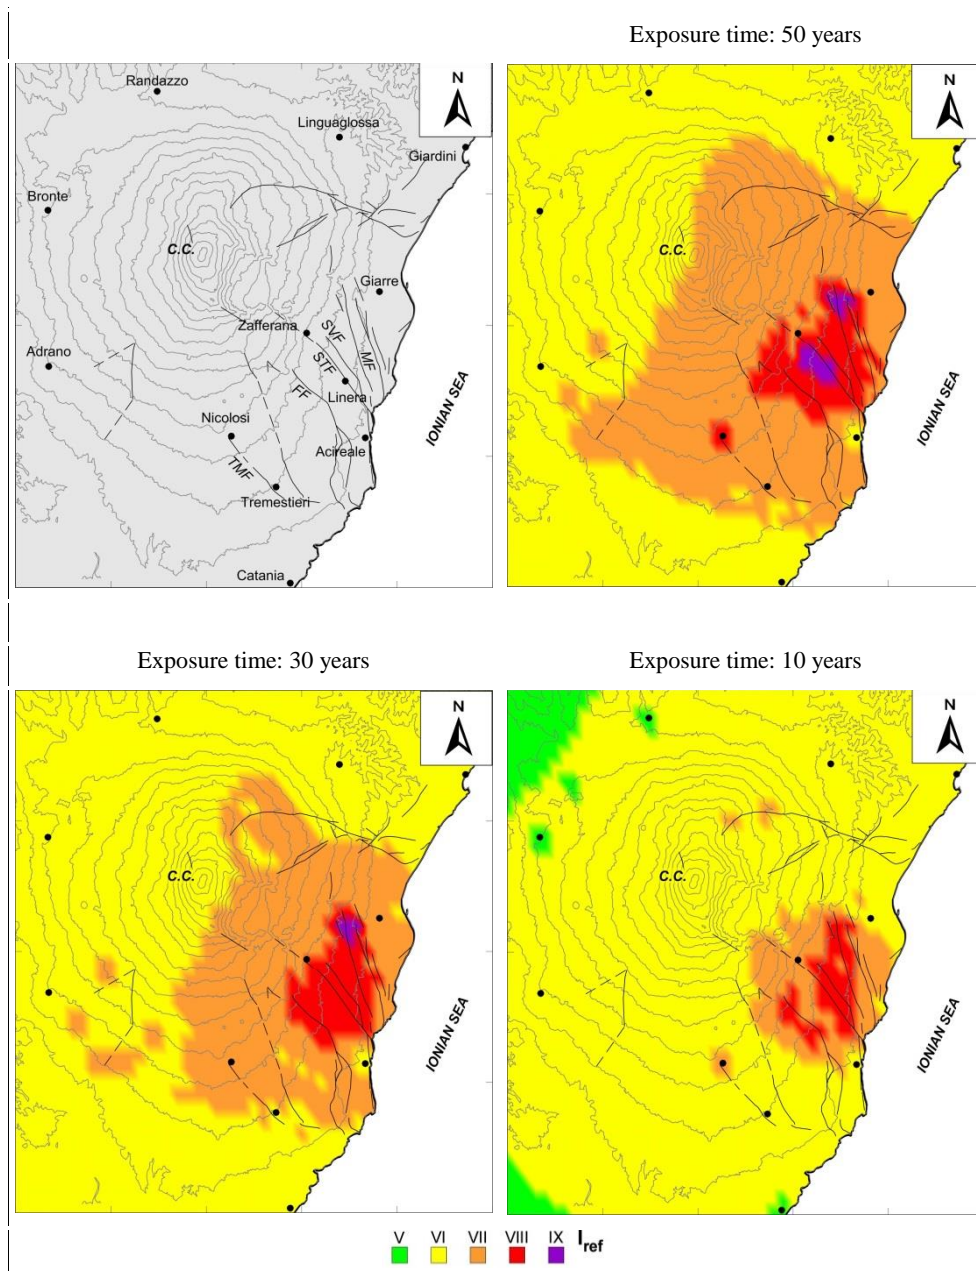 Exposure time: 50 years
N
Randazzo
Linguaglossa
Giardini
Bronte
C.C.
Giarre
Zafferana
SVF
MF
Adrano
STF
FF
Linera
Nicolosi
Acireale
TMF
Tremestieri
IONIAN SEA
Catania
N
C.C.
IONIAN SEA
Exposure time: 30 years
Exposure time: 10 years
N
C.C.
IONIAN SEA
N
C.C.
IONIAN SEA
V VI VII VIII IX Iref